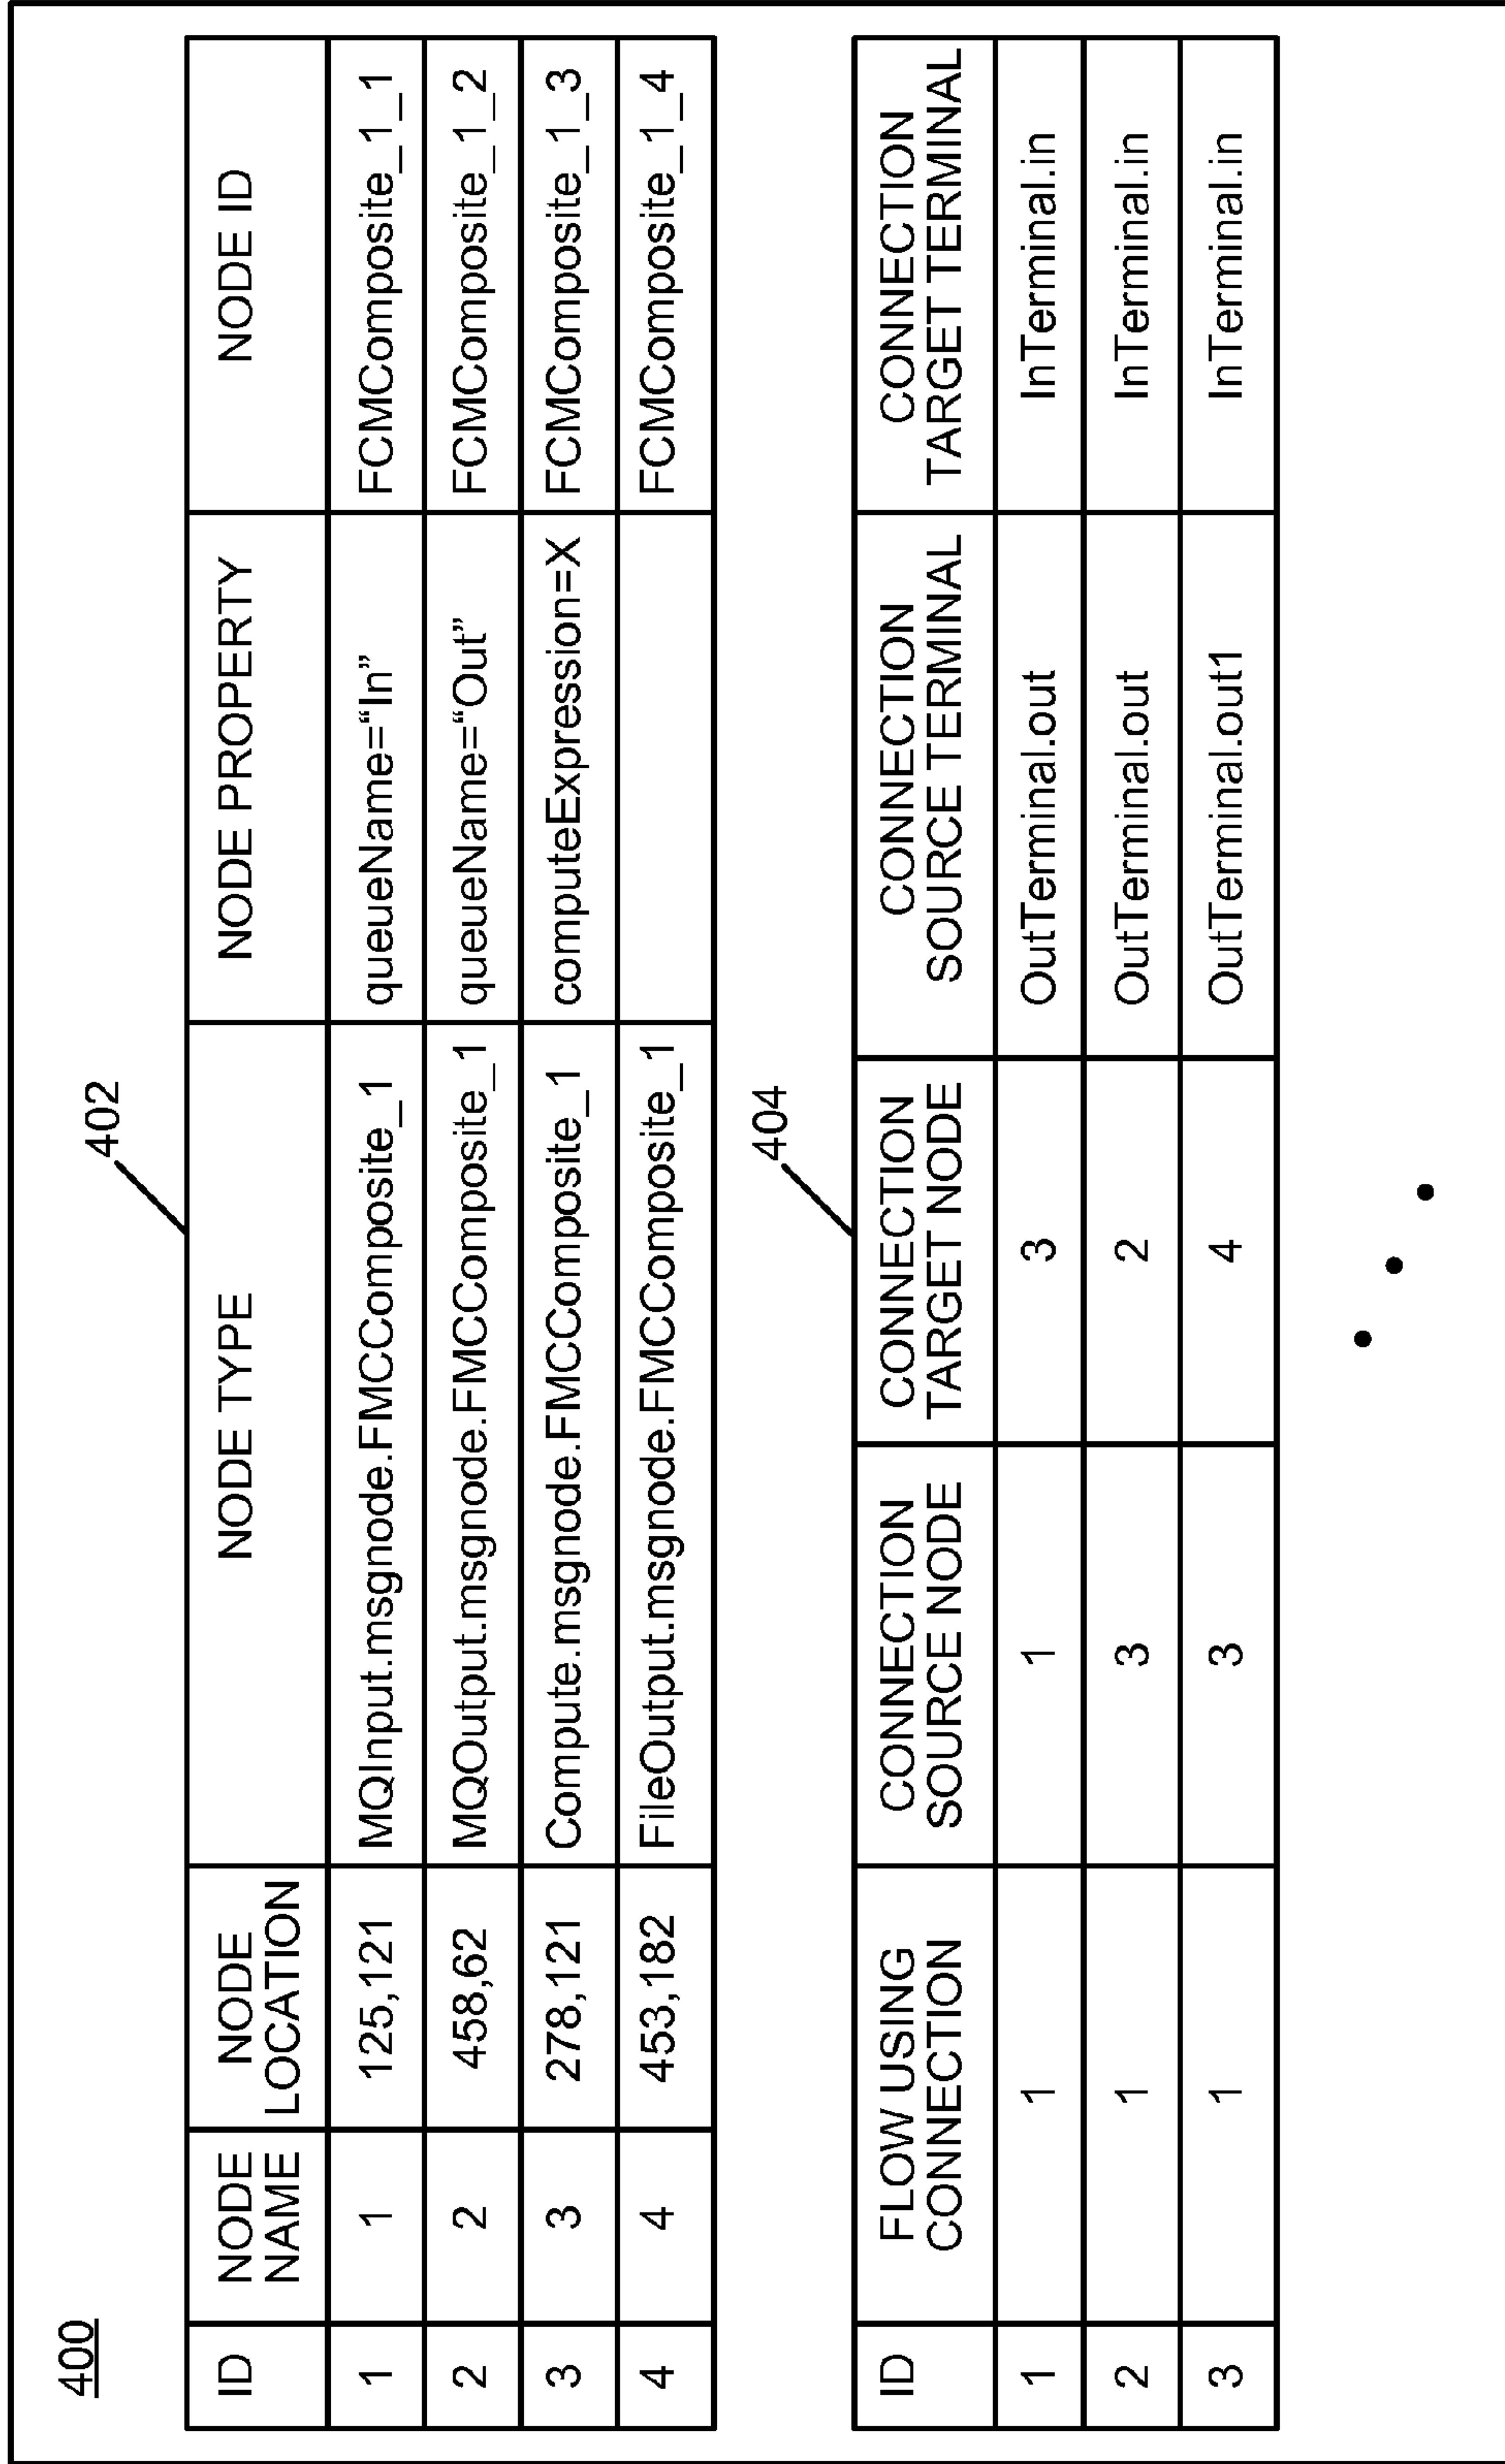 400
402
ID NODE NAME NODE LOCATION NODE TYPE NODE PROPERTY NODE ID
1 1 125,121 MQInput.msgnode.FMCComposite_1 queueName=“In” FCMComposite_1_1
2 2 458,62 MQOutput.msgnode.FMCComposite_1 queueName=“Out” FCMComposite_1_2
3 3 278,121 Compute.msgnode.FMCComposite_1 computeExpression=X FCMComposite_1_3
4 4 453,182 FileOutput.msgnode.FMCComposite_1 FCMComposite_1_4
404
ID FLOW USING CONNECTION CONNECTION SOURCE NODE CONNECTION TARGET NODE CONNECTION SOURCE TERMINAL CONNECTION TARGET TERMINAL
1 1 1 3 OutTerminal.out InTerminal.in
2 1 3 2 OutTerminal.out InTerminal.in
3 1 3 4 OutTerminal.out1 InTerminal.in